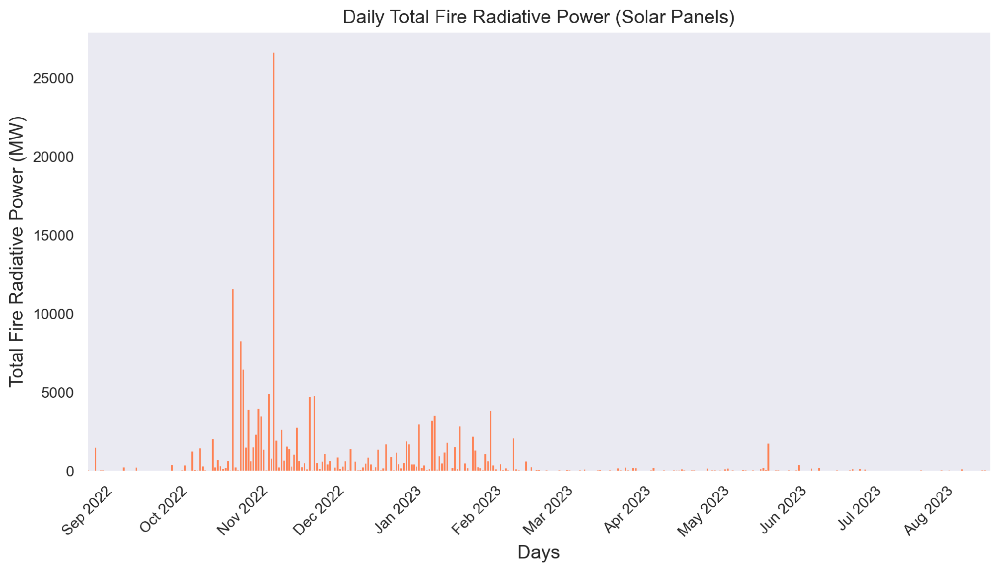 Daily Total Fire Radiative Power (Solar Panels)
Total Fire Radiative Power (MW)
25000
20000
15000
10000
5000
0
Sep 2022
Oct 2022
Nov 2022
Dec 2022
Jan 2023
Feb 2023
Mar 2023
Apr 2023
May 2023
Jun 2023
Jul 2023
Aug 2023
Days